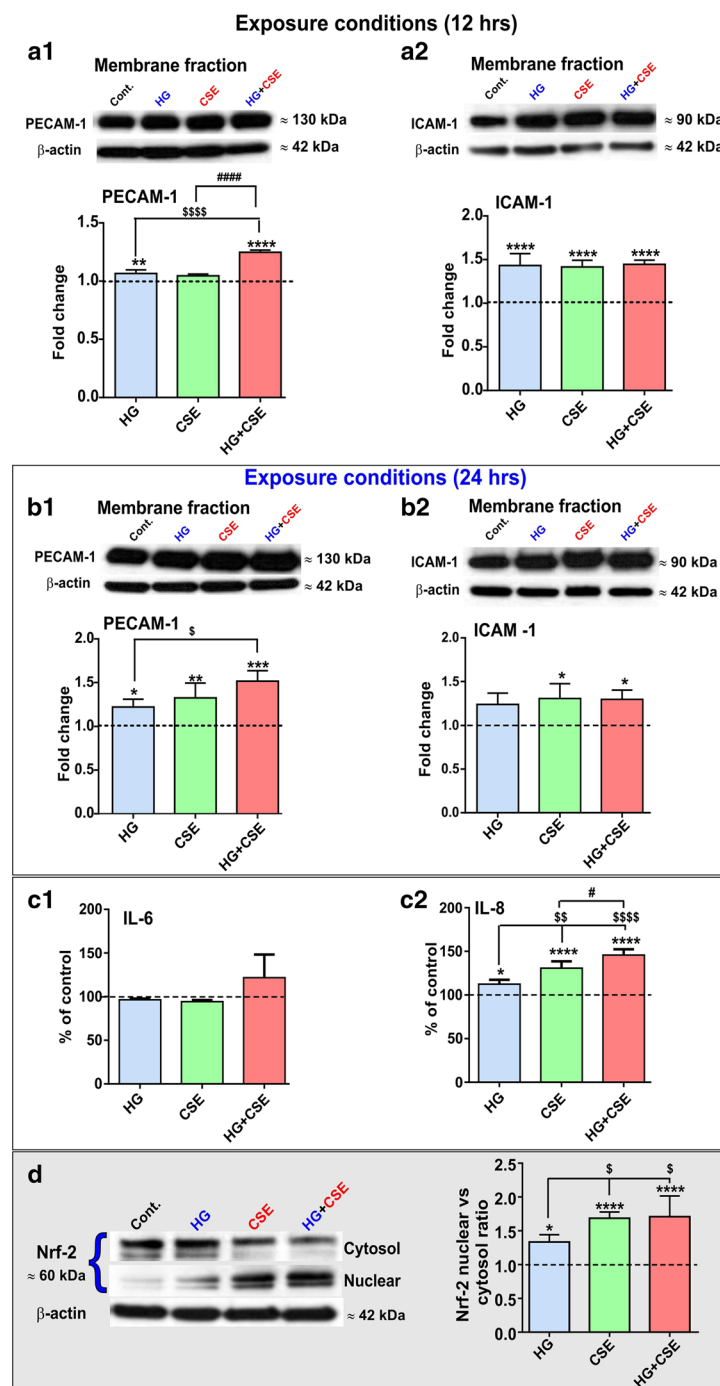 Exposure conditions (12 hrs)
a1
Membrane fraction
Cont. HG CSE HG+CSE
PECAM-1 ≈ 130 kDa
β-actin ≈ 42 kDa
PECAM-1
####
$$$$
** ****
Fold change
1.5
1.0
0.5
0.0
HG CSE HG+CSE
a2
Membrane fraction
Cont. HG CSE HG+CSE
ICAM-1 ≈ 90 kDa
β-actin ≈ 42 kDa
ICAM-1
**** **** ****
Fold change
2.0
1.5
1.0
0.5
0.0
HG CSE HG+CSE
Exposure conditions (24 hrs)
b1
Membrane fraction
Cont. HG CSE HG+CSE
PECAM-1 ≈ 130 kDa
β-actin ≈ 42 kDa
PECAM-1
$
* ** ***
Fold change
2.0
1.5
1.0
0.5
0.0
HG CSE HG+CSE
b2
Membrane fraction
Cont. HG CSE HG+CSE
ICAM-1 ≈ 90 kDa
β-actin ≈ 42 kDa
ICAM -1
* *
Fold change
2.0
1.5
1.0
0.5
0.0
HG CSE HG+CSE
c1
IL-6
% of control
200
150
100
50
0
HG CSE HG+CSE
c2
IL-8
#
$$ $$$$
* **** ****
% of control
200
150
100
50
0
HG CSE HG+CSE
d
Cont. HG CSE HG+CSE
Nrf-2 Cytosol
≈ 60 kDa Nuclear
β-actin ≈ 42 kDa
$ $
* **** ****
Nrf-2 nuclear vs
cytosol ratio
2.5
2.0
1.5
1.0
0.5
0.0
HG CSE HG+CSE